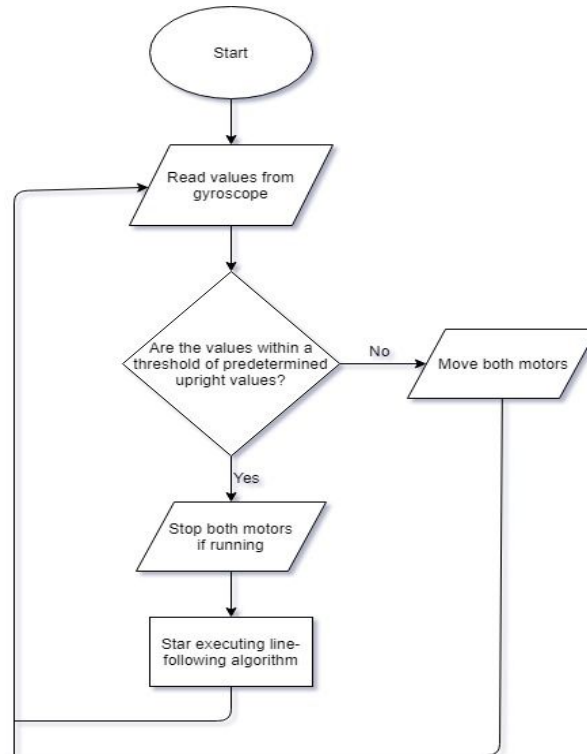 Start
Read values from
gyroscope
Are the values within a
threshold of predetermined
upright values?
No
Move both motors
Yes
Stop both motors
if running
Star executing line-
following algorithm